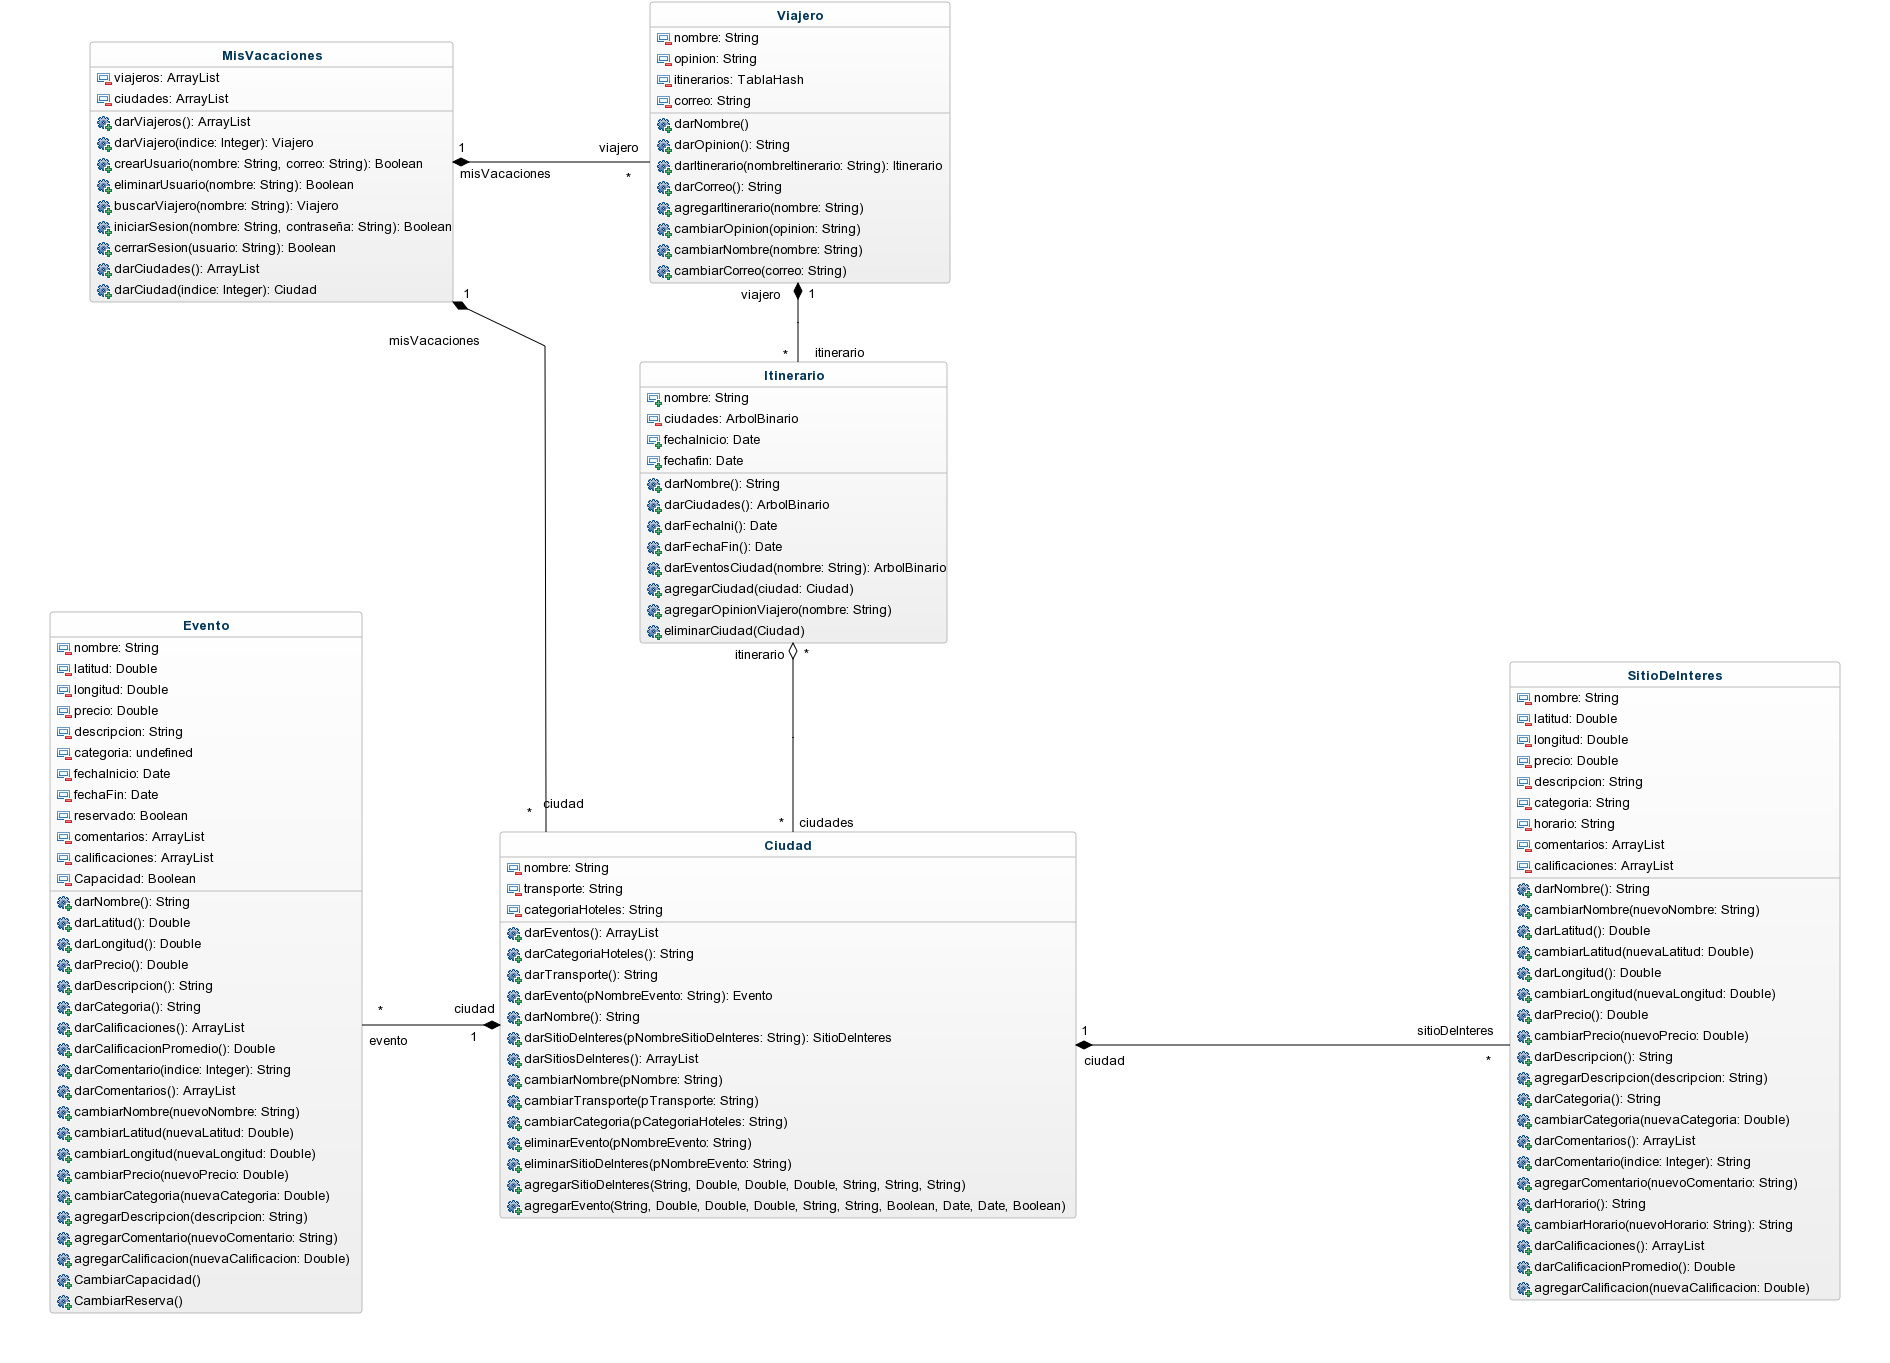 MisVacaciones
viajeros: ArrayList
ciudades: ArrayList
darViajeros(): ArrayList
darViajero(indice: Integer): Viajero
crearUsuario(nombre: String, correo: String): Boolean
eliminarUsuario(nombre: String): Boolean
buscarViajero(nombre: String): Viajero
iniciarSesion(nombre: String, contraseña: String): Boolean
cerrarSesion(usuario: String): Boolean
darCiudades(): ArrayList
darCiudad(indice: Integer): Ciudad
1
misVacaciones
viajero
*
Viajero
nombre: String
opinion: String
itinerarios: TablaHash
correo: String
darNombre()
darOpinion(): String
darItinerario(nombreItinerario: String): Itinerario
darCorreo(): String
agregarItinerario(nombre: String)
cambiarOpinion(opinion: String)
cambiarNombre(nombre: String)
cambiarCorreo(correo: String)
1
misVacaciones
* ciudad
viajero 1
* itinerario
Itinerario
nombre: String
ciudades: ArbolBinario
fechaInicio: Date
fechafin: Date
darNombre(): String
darCiudades(): ArbolBinario
darFechaIni(): Date
darFechaFin(): Date
darEventosCiudad(nombre: String): ArbolBinario
agregarCiudad(ciudad: Ciudad)
agregarOpinionViajero(nombre: String)
eliminarCiudad(Ciudad)
itinerario *
* ciudades
Evento
nombre: String
latitud: Double
longitud: Double
precio: Double
descripcion: String
categoria: undefined
fechaInicio: Date
fechaFin: Date
reservado: Boolean
comentarios: ArrayList
calificaciones: ArrayList
Capacidad: Boolean
darNombre(): String
darLatitud(): Double
darLongitud(): Double
darPrecio(): Double
darDescripcion(): String
darCategoria(): String
darCalificaciones(): ArrayList
darCalificacionPromedio(): Double
darComentario(indice: Integer): String
darComentarios(): ArrayList
cambiarNombre(nuevoNombre: String)
cambiarLatitud(nuevaLatitud: Double)
cambiarLongitud(nuevaLongitud: Double)
cambiarPrecio(nuevoPrecio: Double)
cambiarCategoria(nuevaCategoria: Double)
agregarDescripcion(descripcion: String)
agregarComentario(nuevoComentario: String)
agregarCalificacion(nuevaCalificacion: Double)
CambiarCapacidad()
CambiarReserva()
* ciudad
evento 1
Ciudad
nombre: String
transporte: String
categoriaHoteles: String
darEventos(): ArrayList
darCategoriaHoteles(): String
darTransporte(): String
darEvento(pNombreEvento: String): Evento
darNombre(): String
darSitioDeInteres(pNombreSitioDeInteres: String): SitioDeInteres
darSitiosDeInteres(): ArrayList
cambiarNombre(pNombre: String)
cambiarTransporte(pTransporte: String)
cambiarCategoria(pCategoriaHoteles: String)
eliminarEvento(pNombreEvento: String)
eliminarSitioDeInteres(pNombreEvento: String)
agregarSitioDeInteres(String, Double, Double, Double, String, String, String)
agregarEvento(String, Double, Double, Double, String, String, Boolean, Date, Date, Boolean)
1 sitioDeInteres
ciudad *
SitioDeInteres
nombre: String
latitud: Double
longitud: Double
precio: Double
descripcion: String
categoria: String
horario: String
comentarios: ArrayList
calificaciones: ArrayList
darNombre(): String
cambiarNombre(nuevoNombre: String)
darLatitud(): Double
cambiarLatitud(nuevaLatitud: Double)
darLongitud(): Double
cambiarLongitud(nuevaLongitud: Double)
darPrecio(): Double
cambiarPrecio(nuevoPrecio: Double)
darDescripcion(): String
agregarDescripcion(descripcion: String)
darCategoria(): String
cambiarCategoria(nuevaCategoria: Double)
darComentarios(): ArrayList
darComentario(indice: Integer): String
agregarComentario(nuevoComentario: String)
darHorario(): String
cambiarHorario(nuevoHorario: String): String
darCalificaciones(): ArrayList
darCalificacionPromedio(): Double
agregarCalificacion(nuevaCalificacion: Double)